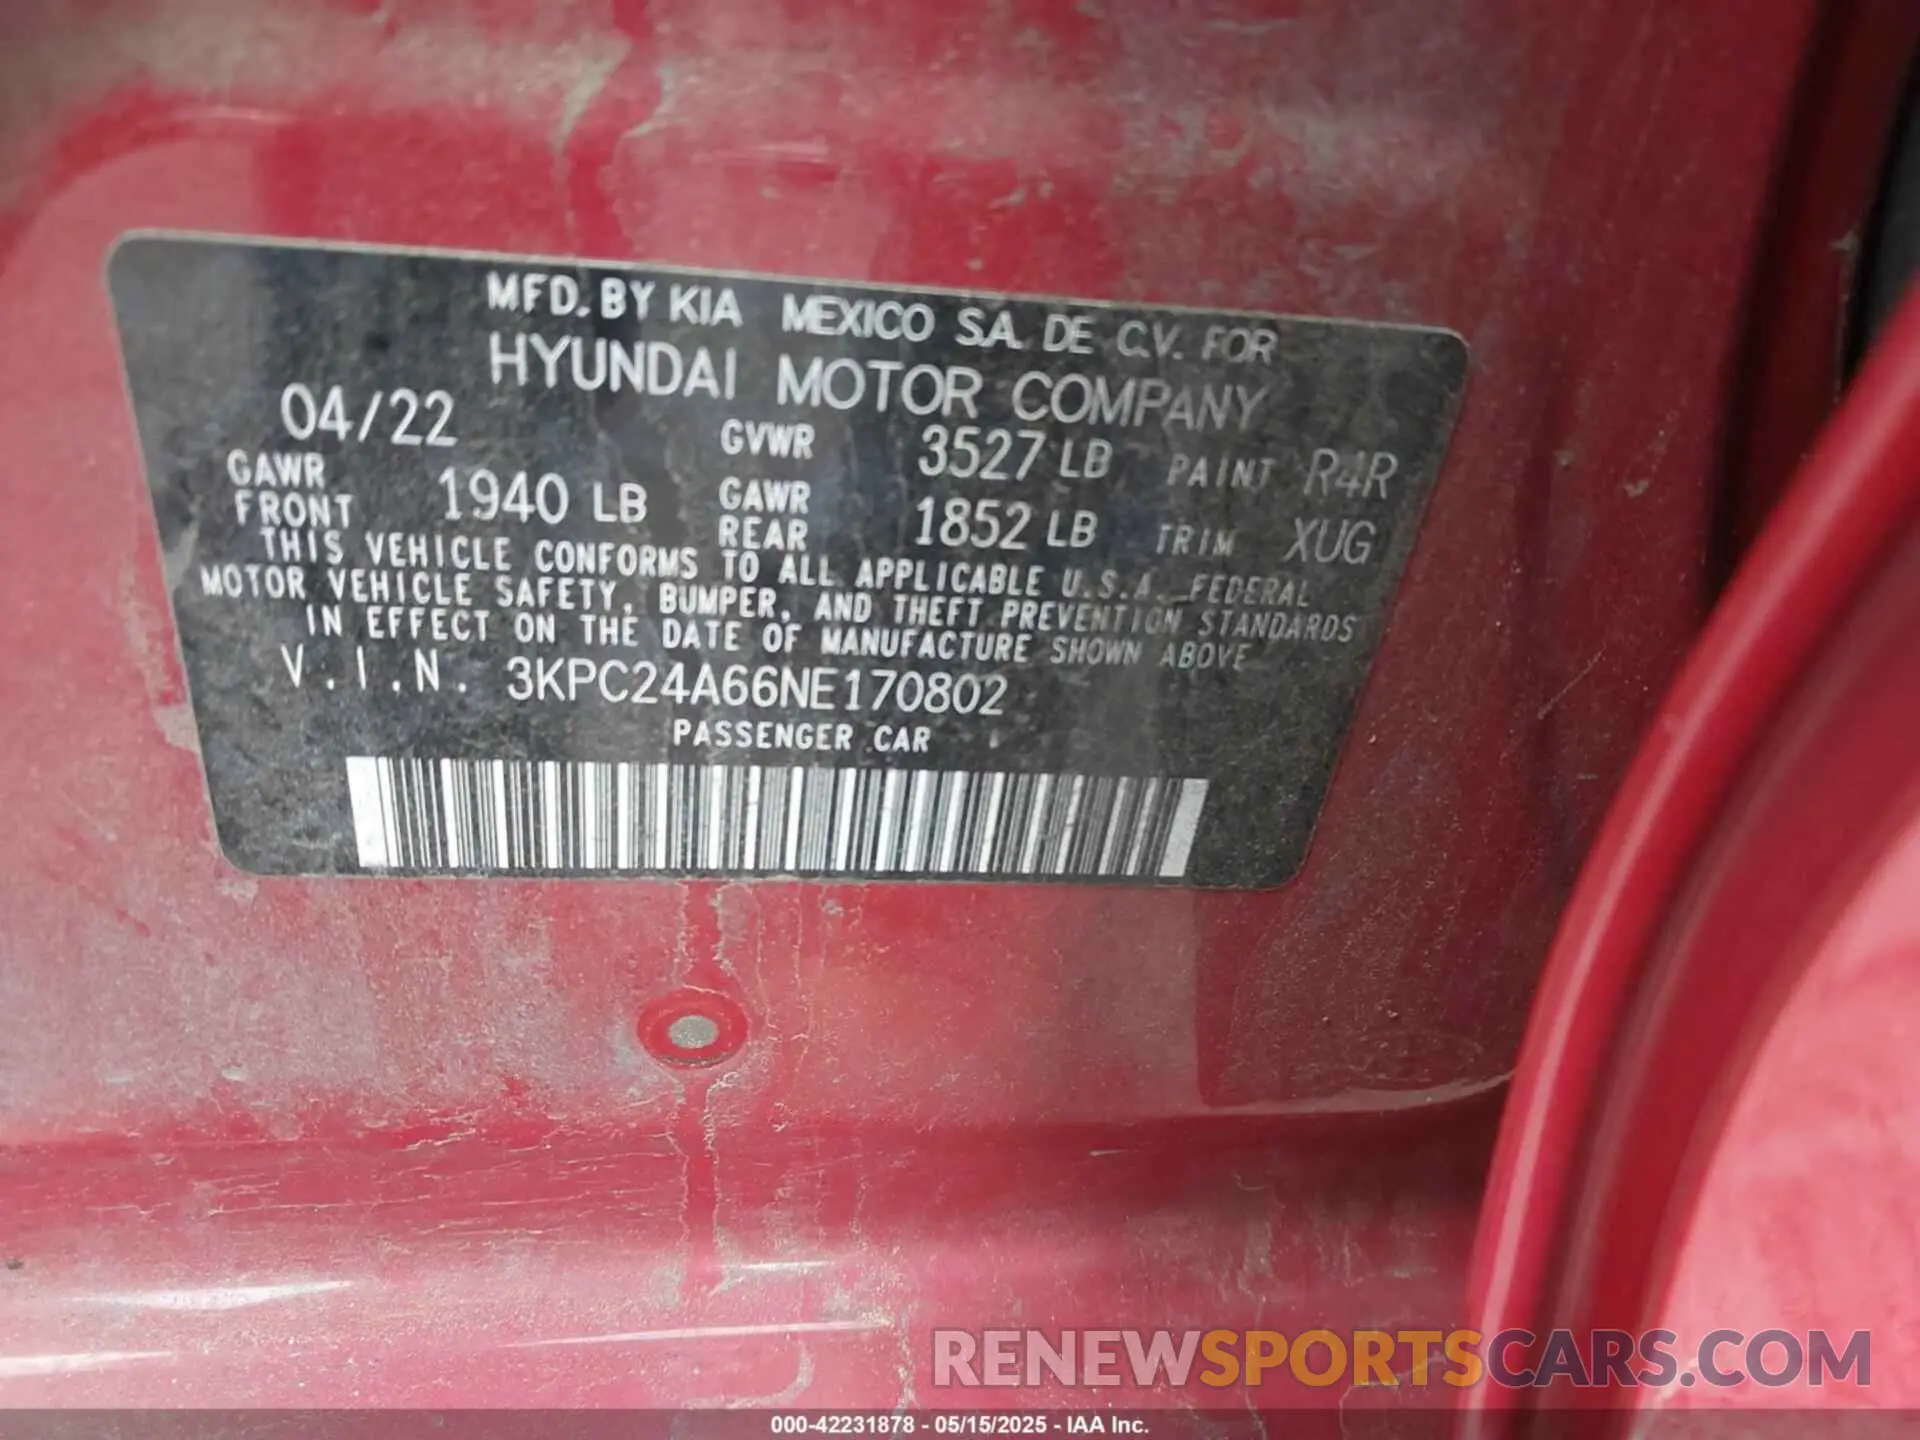 MFD. BY KIA MEXICO S.A. DE C.V. FOR
HYUNDAI MOTOR COMPANY
04/22 GVWR 3527 LB PAINT R4R
GAWR FRONT 1940 LB GAWR REAR 1852 LB TRIM XUG
THIS VEHICLE CONFORMS TO ALL APPLICABLE U.S.A. FEDERAL
MOTOR VEHICLE SAFETY, BUMPER, AND THEFT PREVENTION STANDARDS
IN EFFECT ON THE DATE OF MANUFACTURE SHOWN ABOVE
V.I.N. 3KPC24A66NE170802
PASSENGER CAR
RENEWSPORTSCARS.COM
000-42231878 - 05/15/2025 - IAA Inc.